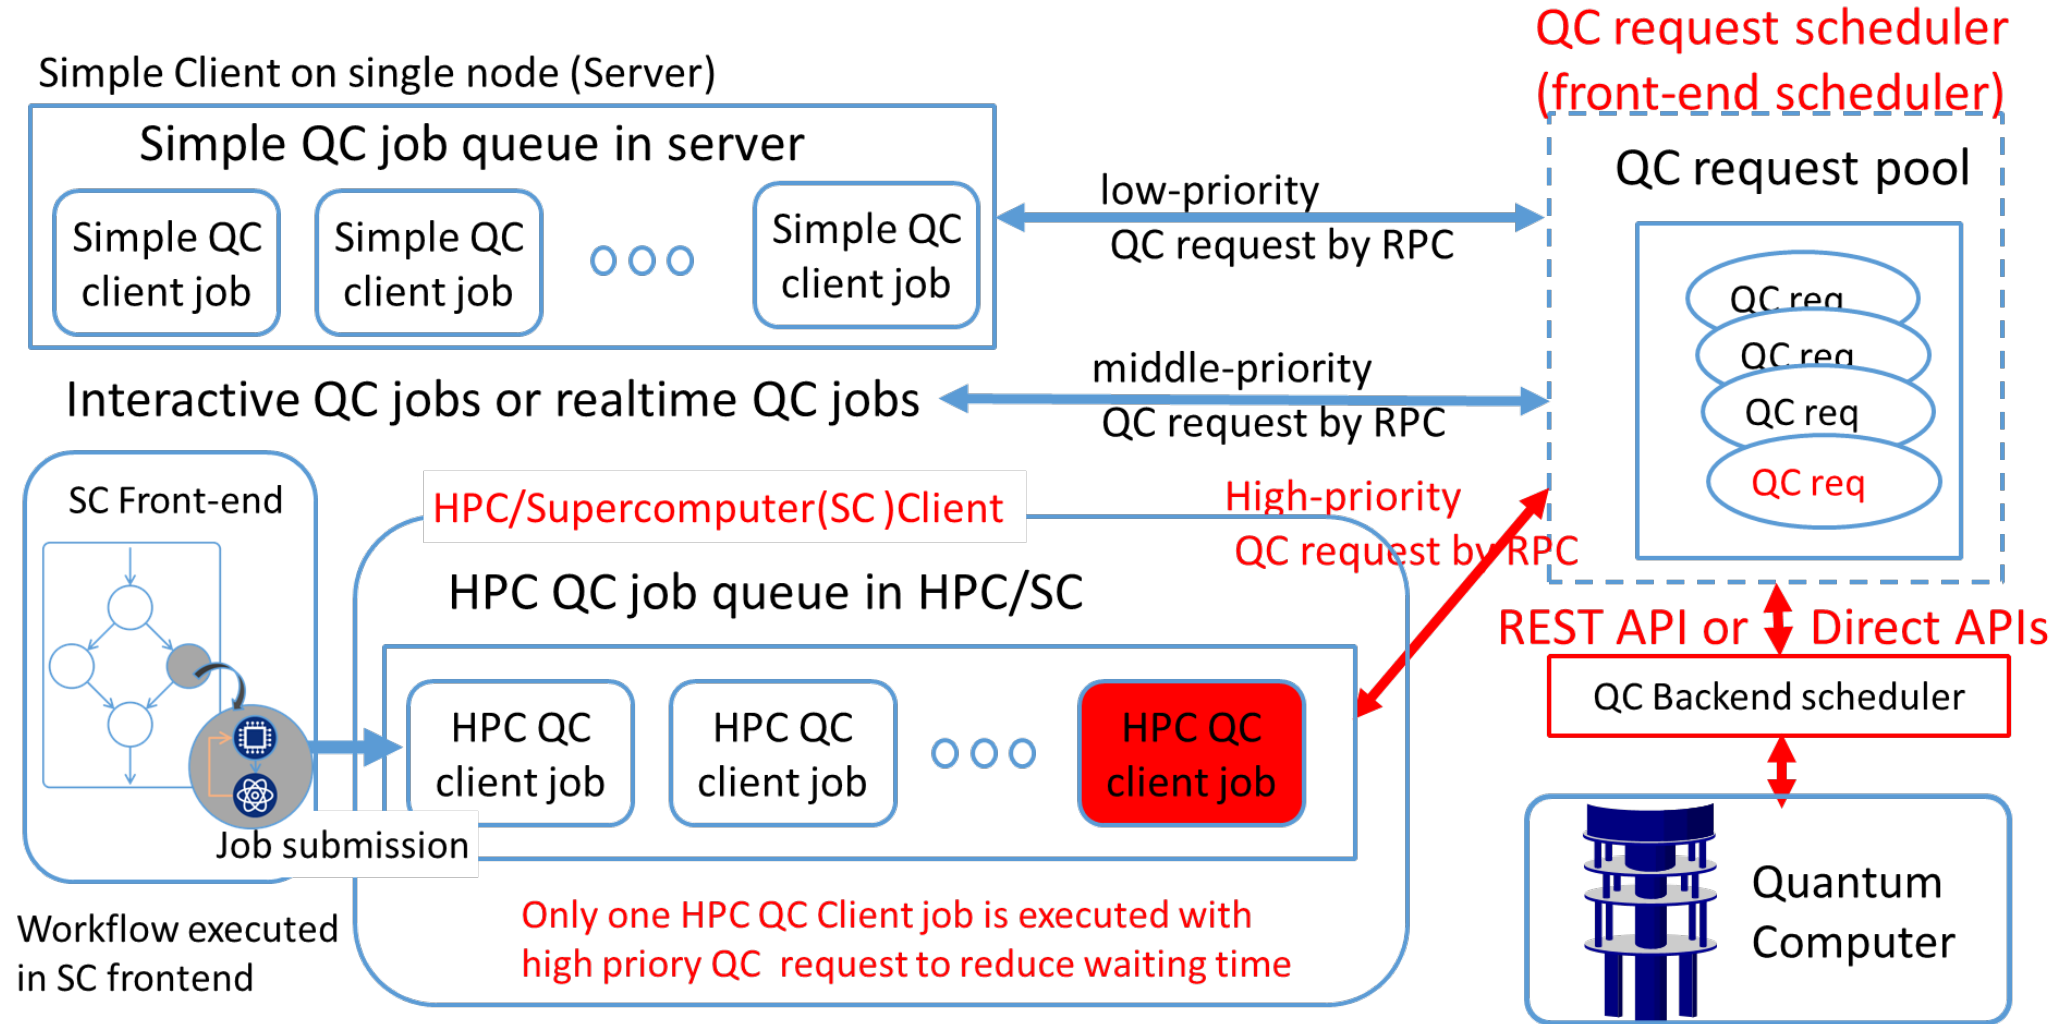 QC request scheduler
(front-end scheduler)
Simple Client on single node (Server)
Simple QC job queue in server
Simple QC
client job
Simple QC
client job
Simple QC
client job
low-priority
QC request by RPC
QC request pool
QC req
QC req
QC req
QC req
Interactive QC jobs or realtime QC jobs
middle-priority
QC request by RPC
SC Front-end
HPC/Supercomputer(SC )Client
High-priority
QC request by RPC
HPC QC job queue in HPC/SC
HPC QC
client job
HPC QC
client job
HPC QC
client job
Job submission
Only one HPC QC Client job is executed with
high priory QC request to reduce waiting time
Workflow executed
in SC frontend
REST API or Direct APIs
QC Backend scheduler
Quantum
Computer